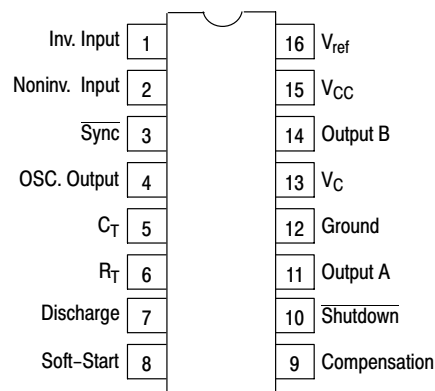 Inv. Input 1 16 Vref
Noninv. Input 2 15 VCC
Sync 3 14 Output B
OSC. Output 4 13 VC
CT 5 12 Ground
RT 6 11 Output A
Discharge 7 10 Shutdown
Soft-Start 8 9 Compensation